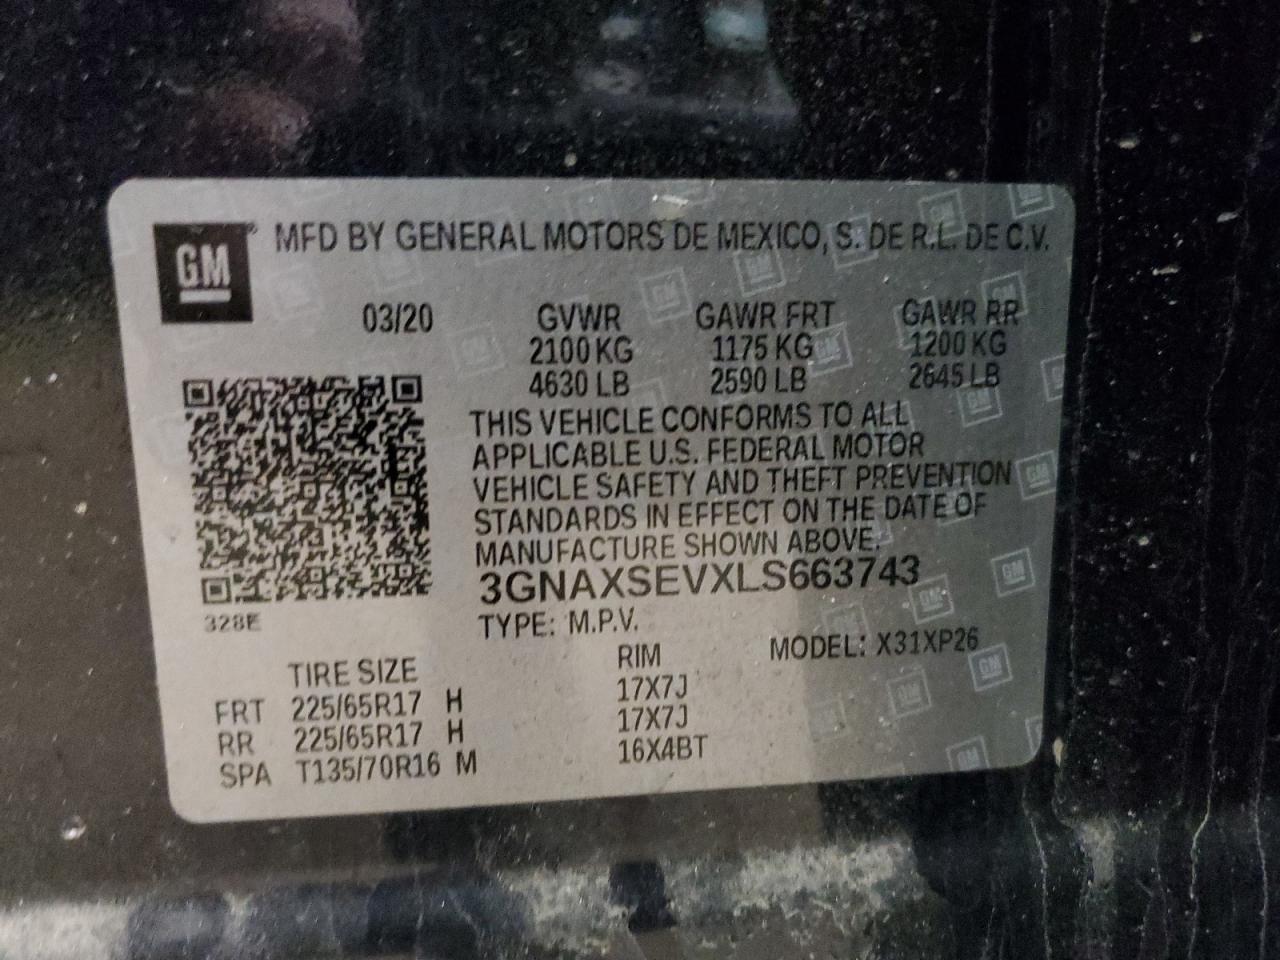 GM® MFD BY GENERAL MOTORS DE MEXICO, S. DE R.L. DE C.V.
03/20 GVWR GAWR FRT GAWR RR
2100 KG 1175 KG 1200 KG
4630 LB 2590 LB 2645 LB
THIS VEHICLE CONFORMS TO ALL
APPLICABLE U.S. FEDERAL MOTOR
VEHICLE SAFETY AND THEFT PREVENTION
STANDARDS IN EFFECT ON THE DATE OF
MANUFACTURE SHOWN ABOVE.
3GNAXSEVXLS663743
328E
TYPE: M.P.V.
TIRE SIZE RIM MODEL: X31XP26
FRT 225/65R17 H 17X7J
RR 225/65R17 H 17X7J
SPA T135/70R16 M 16X4BT